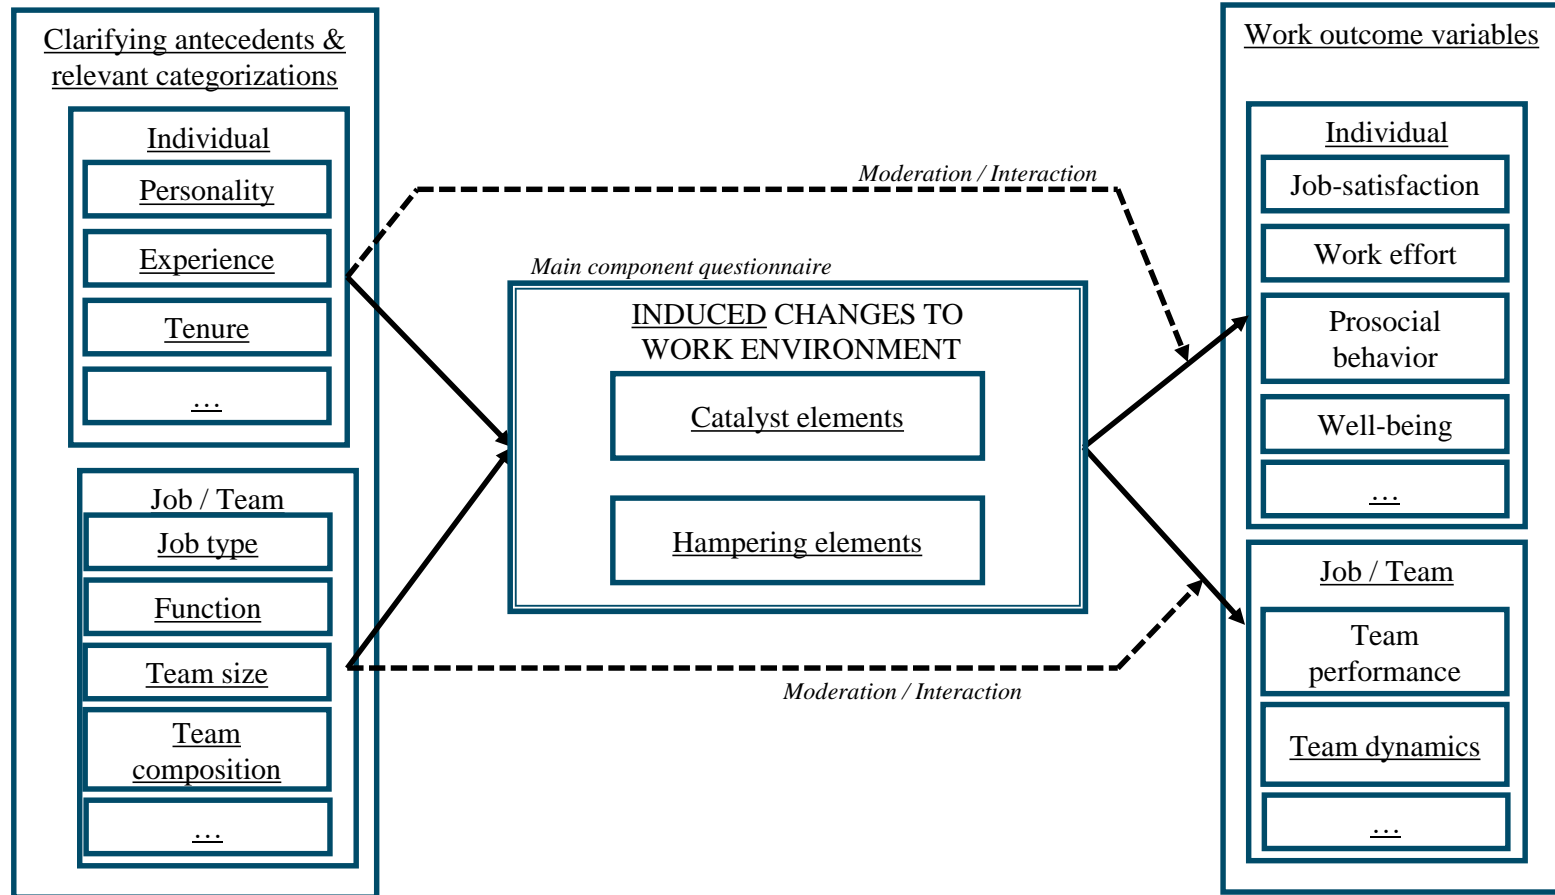 Clarifying antecedents &
relevant categorizations
Individual
Personality
Experience
Tenure
…
Job / Team
Job type
Function
Team size
Team
composition
…
Moderation / Interaction
Main component questionnaire
INDUCED CHANGES TO
WORK ENVIRONMENT
Catalyst elements
Hampering elements
Moderation / Interaction
Work outcome variables
Individual
Job-satisfaction
Work effort
Prosocial
behavior
Well-being
…
Job / Team
Team
performance
Team dynamics
…